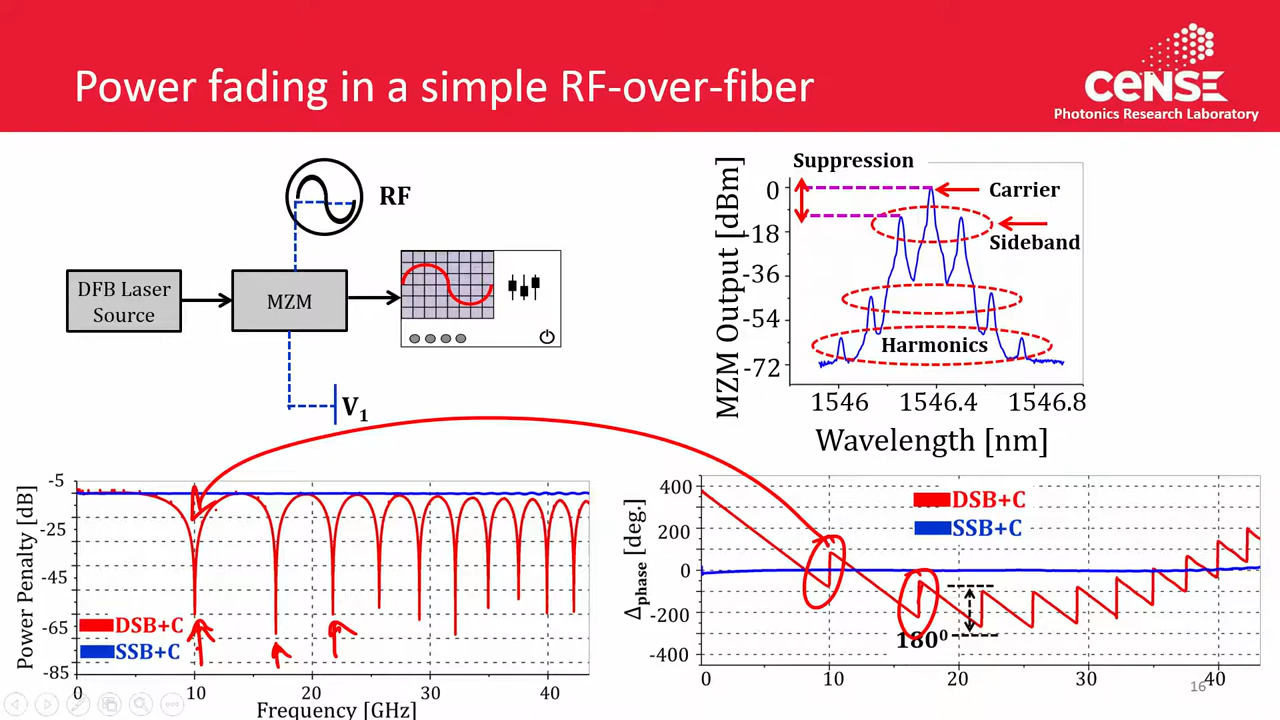 Power fading in a simple RF-over-fiber
CENSE
Photonics Research Laboratory
RF
DFB Laser
Source
MZM
V1
Suppression
Carrier
Sideband
Harmonics
MZM Output [dBm]
0
-18
-36
-54
-72
1546
1546.4
1546.8
Wavelength [nm]
Power Penalty [dB]
-5
-25
-45
-65
-85
DSB+C
SSB+C
0
10
20
30
40
Frequency [GHz]
Δphase [deg.]
400
200
0
-200
-400
DSB+C
SSB+C
180⁰
0
10
20
30
40
16